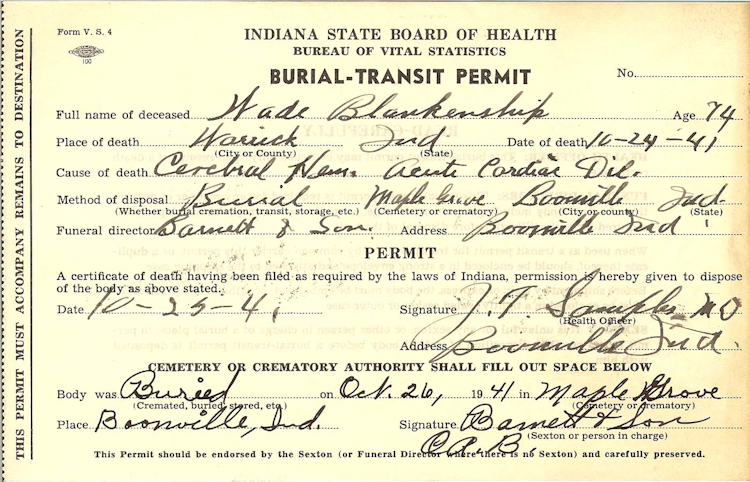 Form V. S. 4
100
INDIANA STATE BOARD OF HEALTH
BUREAU OF VITAL STATISTICS
BURIAL-TRANSIT PERMIT
No.
Full name of deceased Wade Blankenship Age 74
Place of death Warrick Ind Date of death 10-24-41
(City or County) (State)
Cause of death Cerebral Hem. Acute Cardiac Dil.
Method of disposal Burial Maple Grove Boonville Ind.
(Whether burial cremation, transit, storage, etc.) (Cemetery or crematory) (City or county) (State)
Funeral director Barnett & Son. Address Boonville Ind
PERMIT
A certificate of death having been filed as required by the laws of Indiana, permission is hereby given to dispose
of the body as above stated.
Date 10-25-41 Signature J. T. Samples MD
(Health Officer)
Address Boonville Ind.
CEMETERY OR CREMATORY AUTHORITY SHALL FILL OUT SPACE BELOW
Body was Buried on Oct. 26, 1941 in Maple Grove
(Cremated, buried, stored, etc.) (Cemetery or crematory)
Place Boonville, Ind. Signature Barnett & Son
(Sexton or person in charge)
C.A.B.
This Permit should be endorsed by the Sexton (or Funeral Director where there is no Sexton) and carefully preserved.
THIS PERMIT MUST ACCOMPANY REMAINS TO DESTINATION